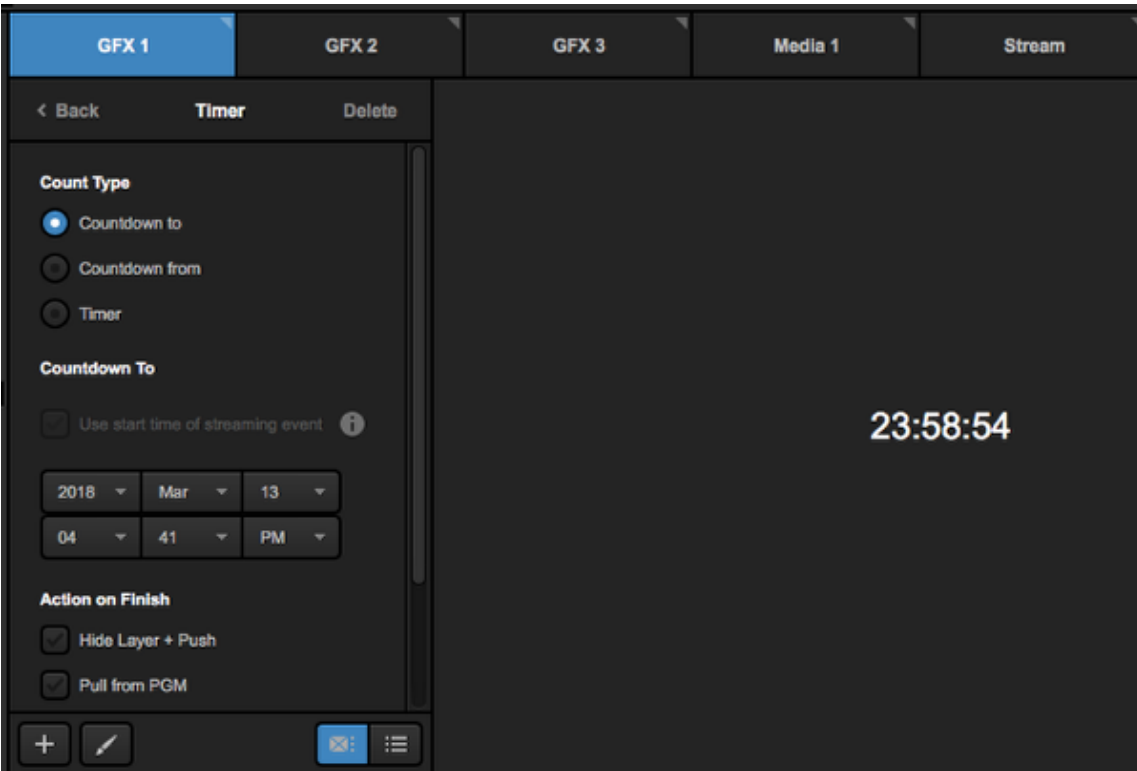 GFX 1 GFX 2 GFX 3 Media 1 Stream
< Back Timer Delete
Count Type
Countdown to
Countdown from
Timer
Countdown To
Use start time of streaming event
2018 Mar 13
04 41 PM
23:58:54
Action on Finish
Hide Layer + Push
Pull from PGM